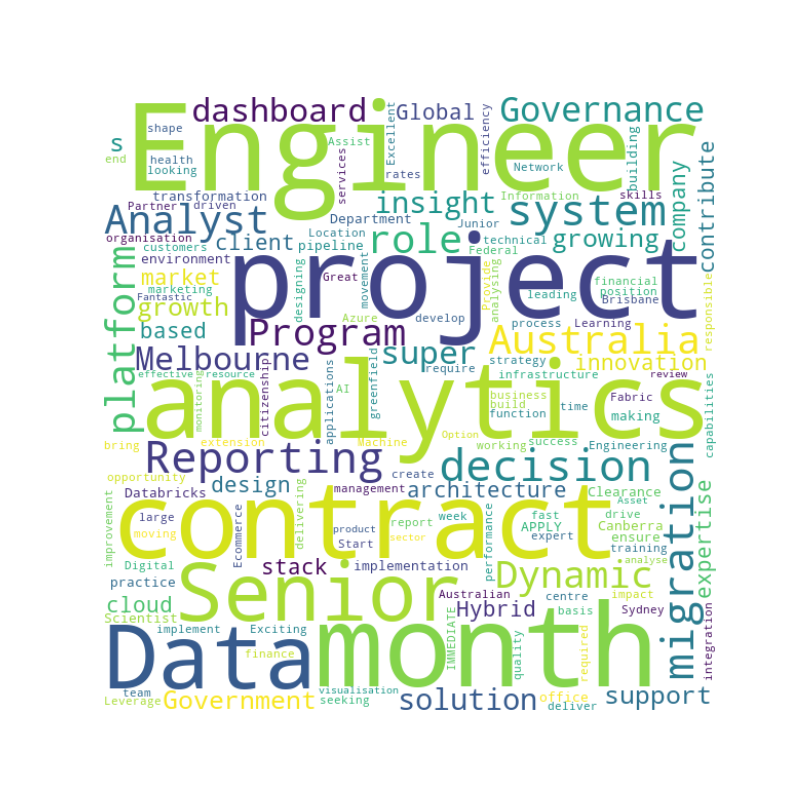 Engineer
dashboard
Global
Governance
Excellent
efficiency
s
shape
Assist
building
end
health
looking
services
rates
Network
skills
company
contribute
transformation
insight
Information
system
Partner
driven
Analyst
Department
Junior
role
organisation
Location
client
pipeline
technical
growing
customers
Federal
environment
project
platform
market
marketing
Great
movement
Provide
analysing
leading
financial
position
Fantastic
designing
Brisbane
responsible
growth
Azure
develop
process
Learning
based
Program
Australia
Melbourne
super
strategy
innovation
require
effective
resource
infrastructure
review
monitoring
citizenship
applications
AI
greenfield
analytics
business
build
function
time
Fabric
making
capabilities
bring
extension
Machine
Option
working
success
Engineering
Reporting
decision
migration
opportunity
create
improvement
Databricks
design
delivering
management
architecture
Clearance
Asset
large
contract
product
report
week
fast
APPLY
expert
drive
Canberra
ensure
training
expertise
moving
Ecommerce
Start
sector
performance
analyse
Digital
stack
implementation
practice
Senior
Dynamic
cloud
Australian
centre
impact
Scientist
Hybrid
basis
Sydney
integration
implement
Exciting
Data
month
IMMEDIATE
quality
required
finance
team
visualisation
Leverage
Government
seeking
solution
office
deliver
support